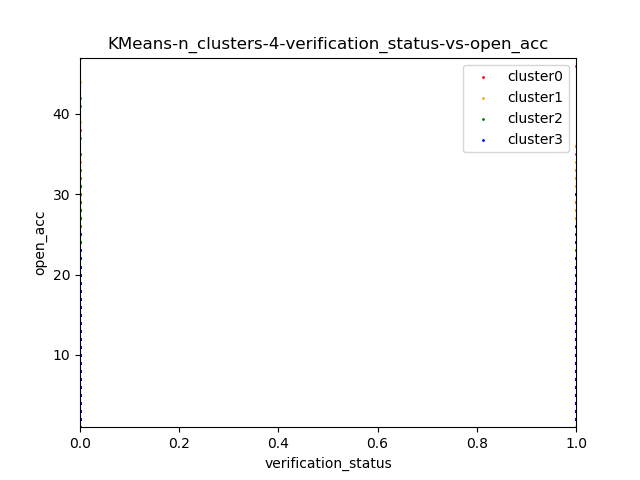 KMeans-n_clusters-4-verification_status-vs-open_acc
cluster0
cluster1
cluster2
cluster3
open_acc
40
30
20
10
0.0 0.2 0.4 0.6 0.8 1.0
verification_status